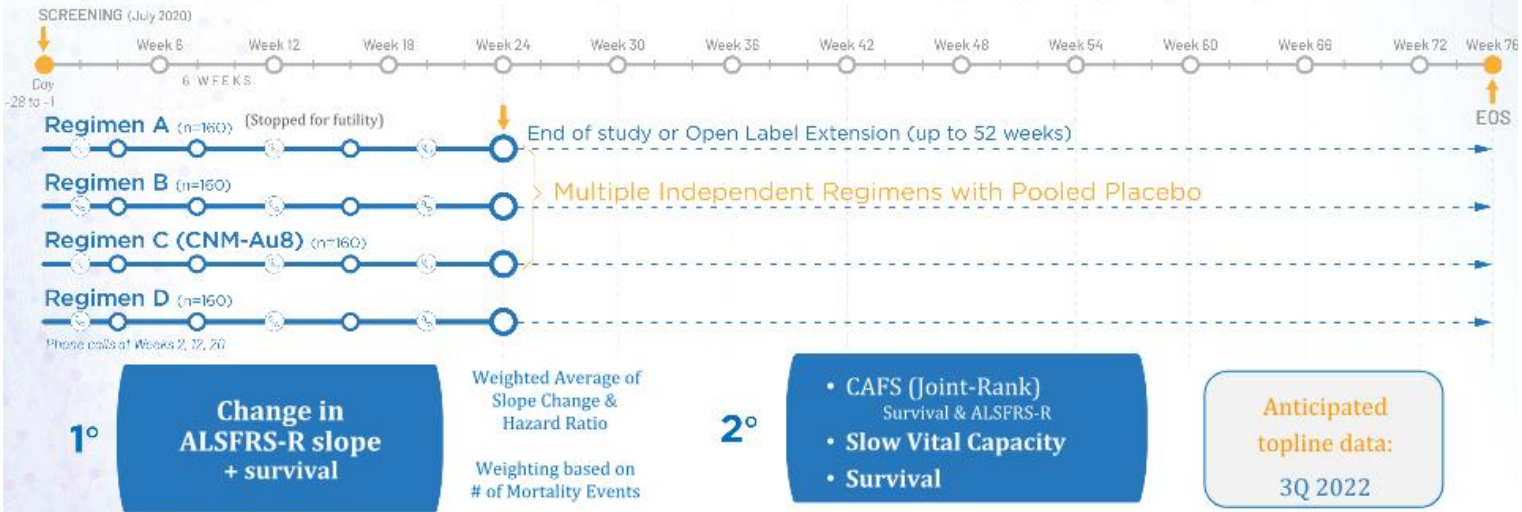 SCREENING (July 2020)
Week 6 Week 12 Week 18 Week 24 Week 30 Week 36 Week 42 Week 48 Week 54 Week 60 Week 66 Week 72 Week 76
Day
-28 to -1
6 WEEKS
EOS
Regimen A (n=160) (Stopped for futility)
End of study or Open Label Extension (up to 52 weeks)
Regimen B (n=160)
Multiple Independent Regimens with Pooled Placebo
Regimen C (CNM-Au8) (n=160)
Regimen D (n=160)
Phone calls at Weeks 2, 12, 20
1°
Change in
ALSFRS-R slope
+ survival
Weighted Average of
Slope Change &
Hazard Ratio
Weighting based on
# of Mortality Events
2°
• CAFS (Joint-Rank)
Survival & ALSFRS-R
• Slow Vital Capacity
• Survival
Anticipated
topline data:
3Q 2022